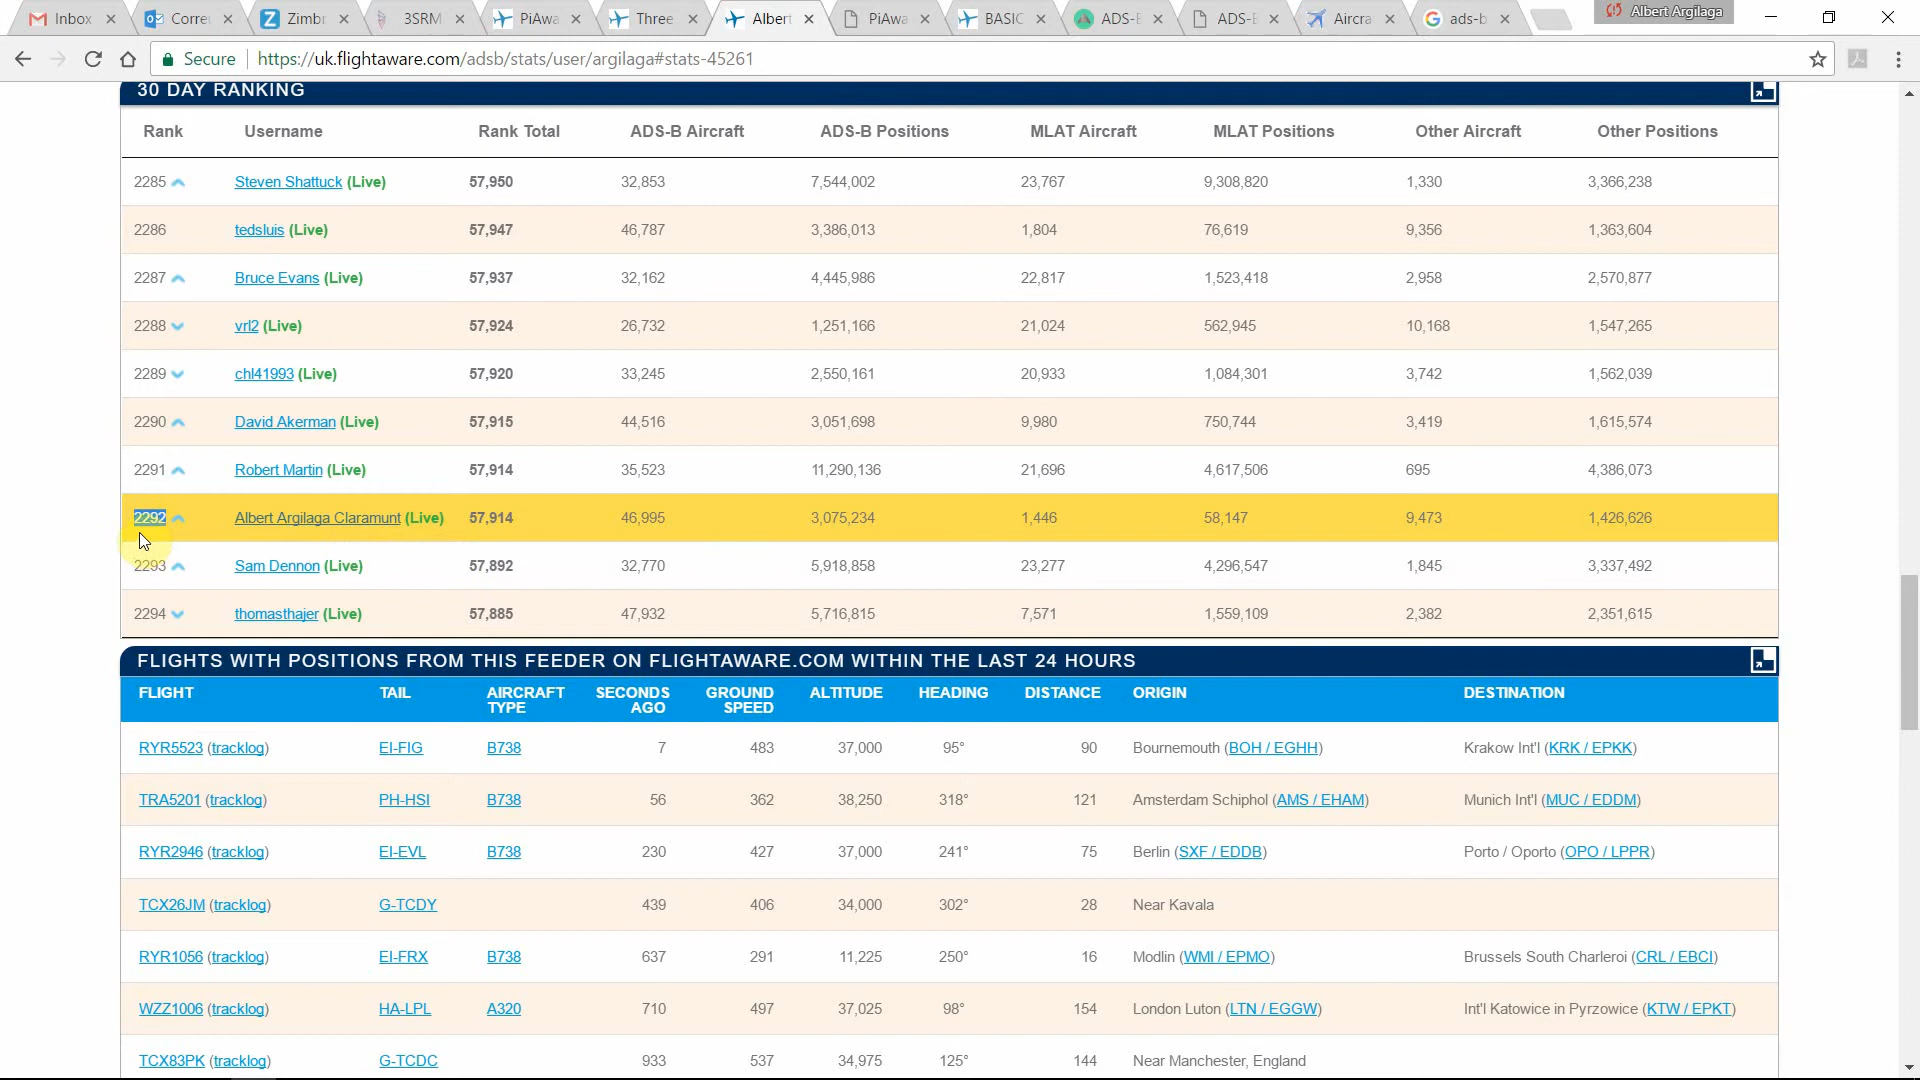 Inbox
Corre
Zimbr
3SRM
PiAwa
Three
Albert
PiAwa
BASIC
ADS-E
ADS-E
Aircra
ads-b
Albert Argilaga
Secure https://uk.flightaware.com/adsb/stats/user/argilaga#stats-45261
30 DAY RANKING
Rank Username Rank Total ADS-B Aircraft ADS-B Positions MLAT Aircraft MLAT Positions Other Aircraft Other Positions
2285 Steven Shattuck (Live) 57,950 32,853 7,544,002 23,767 9,308,820 1,330 3,366,238
2286 tedsluis (Live) 57,947 46,787 3,386,013 1,804 76,619 9,356 1,363,604
2287 Bruce Evans (Live) 57,937 32,162 4,445,986 22,817 1,523,418 2,958 2,570,877
2288 vrl2 (Live) 57,924 26,732 1,251,166 21,024 562,945 10,168 1,547,265
2289 chl41993 (Live) 57,920 33,245 2,550,161 20,933 1,084,301 3,742 1,562,039
2290 David Akerman (Live) 57,915 44,516 3,051,698 9,980 750,744 3,419 1,615,574
2291 Robert Martin (Live) 57,914 35,523 11,290,136 21,696 4,617,506 695 4,386,073
2292 Albert Argilaga Claramunt (Live) 57,914 46,995 3,075,234 1,446 58,147 9,473 1,426,626
2293 Sam Dennon (Live) 57,892 32,770 5,918,858 23,277 4,296,547 1,845 3,337,492
2294 thomasthajer (Live) 57,885 47,932 5,716,815 7,571 1,559,109 2,382 2,351,615
FLIGHTS WITH POSITIONS FROM THIS FEEDER ON FLIGHTAWARE.COM WITHIN THE LAST 24 HOURS
FLIGHT TAIL AIRCRAFT TYPE SECONDS AGO GROUND SPEED ALTITUDE HEADING DISTANCE ORIGIN DESTINATION
RYR5523 (tracklog) EI-FIG B738 7 483 37,000 95° 90 Bournemouth (BOH / EGHH) Krakow Int'l (KRK / EPKK)
TRA5201 (tracklog) PH-HSI B738 56 362 38,250 318° 121 Amsterdam Schiphol (AMS / EHAM) Munich Int'l (MUC / EDDM)
RYR2946 (tracklog) EI-EVL B738 230 427 37,000 241° 75 Berlin (SXF / EDDB) Porto / Oporto (OPO / LPPR)
TCX26JM (tracklog) G-TCDY 439 406 34,000 302° 28 Near Kavala
RYR1056 (tracklog) EI-FRX B738 637 291 11,225 250° 16 Modlin (WMI / EPMO) Brussels South Charleroi (CRL / EBCI)
WZZ1006 (tracklog) HA-LPL A320 710 497 37,025 98° 154 London Luton (LTN / EGGW) Int'l Katowice in Pyrzowice (KTW / EPKT)
TCX83PK (tracklog) G-TCDC 933 537 34,975 125° 144 Near Manchester, England